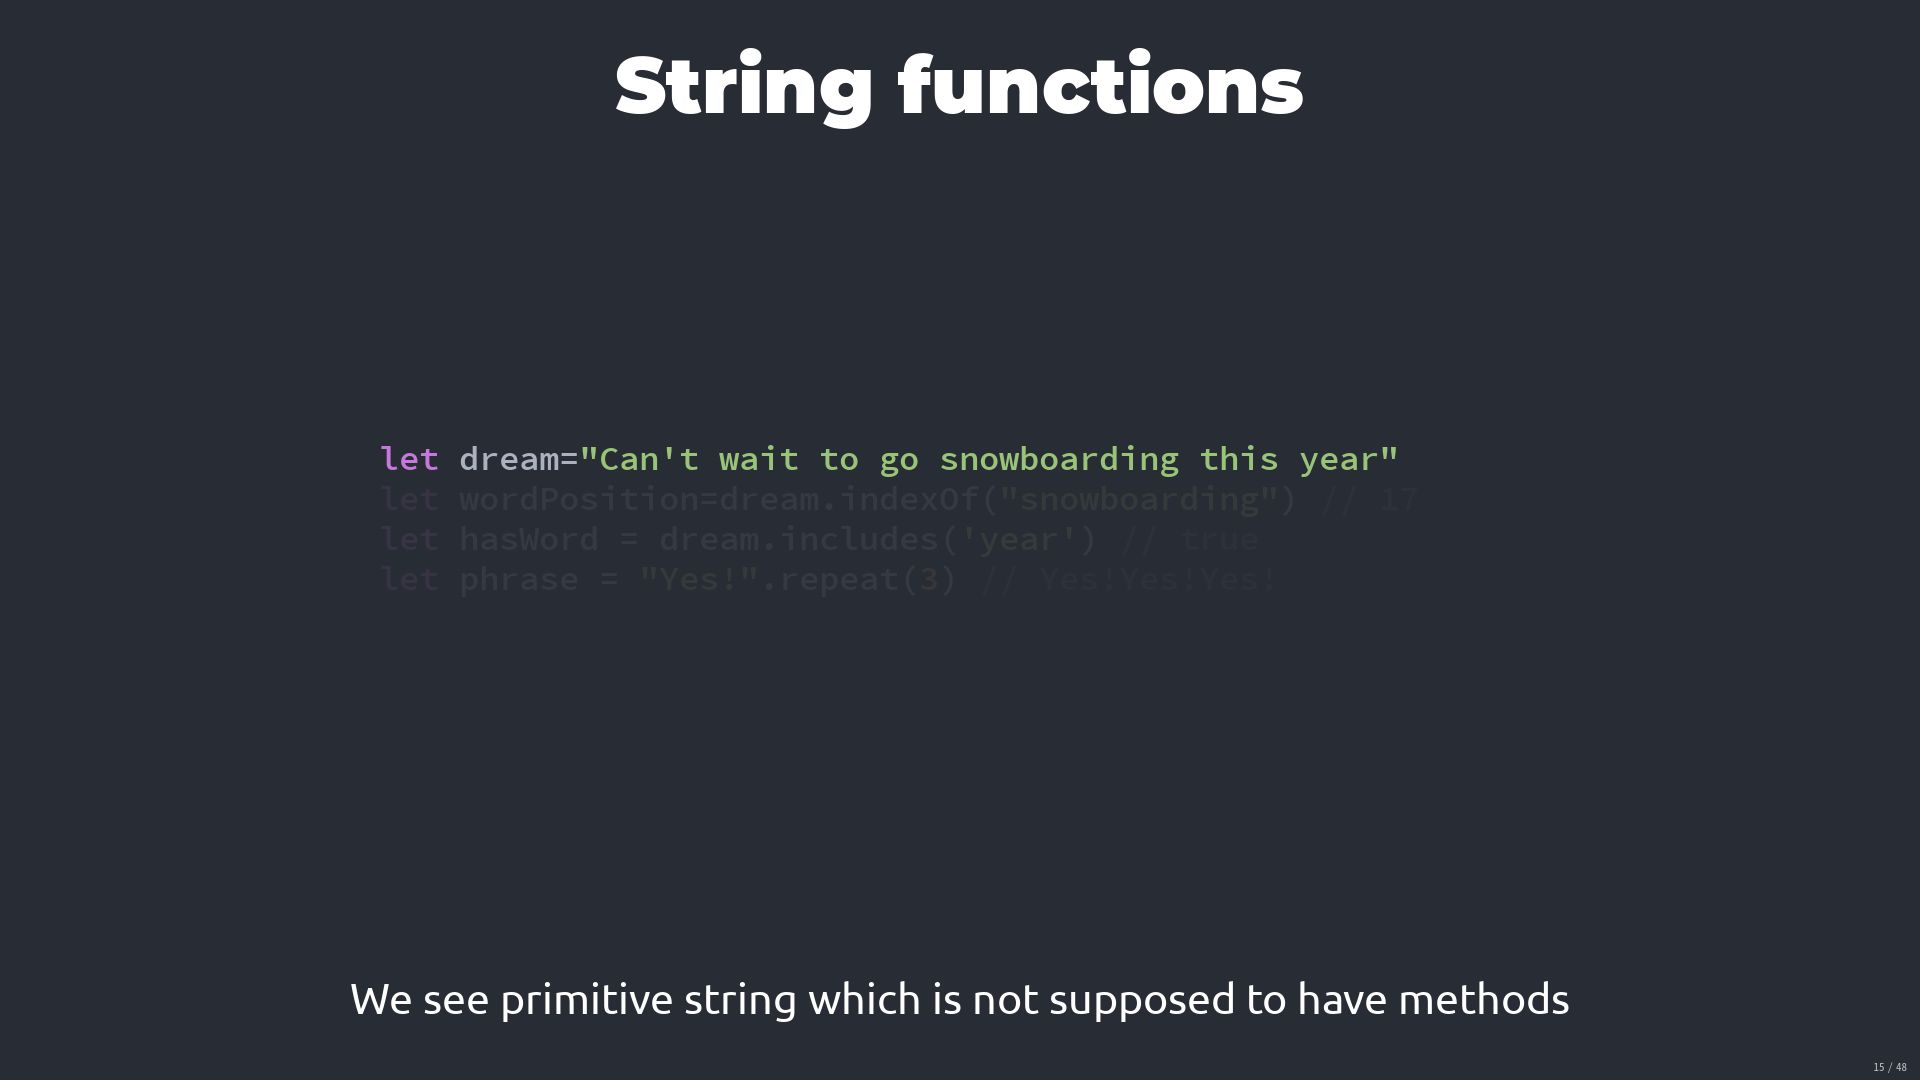 String functions
let dream="Can't wait to go snowboarding this year"
let wordPosition=dream.indexOf("snowboarding") // 17
let hasWord = dream.includes('year') // true
let phrase = "Yes!".repeat(3) // Yes!Yes!Yes!
We see primitive string which is not supposed to have methods
15 / 48